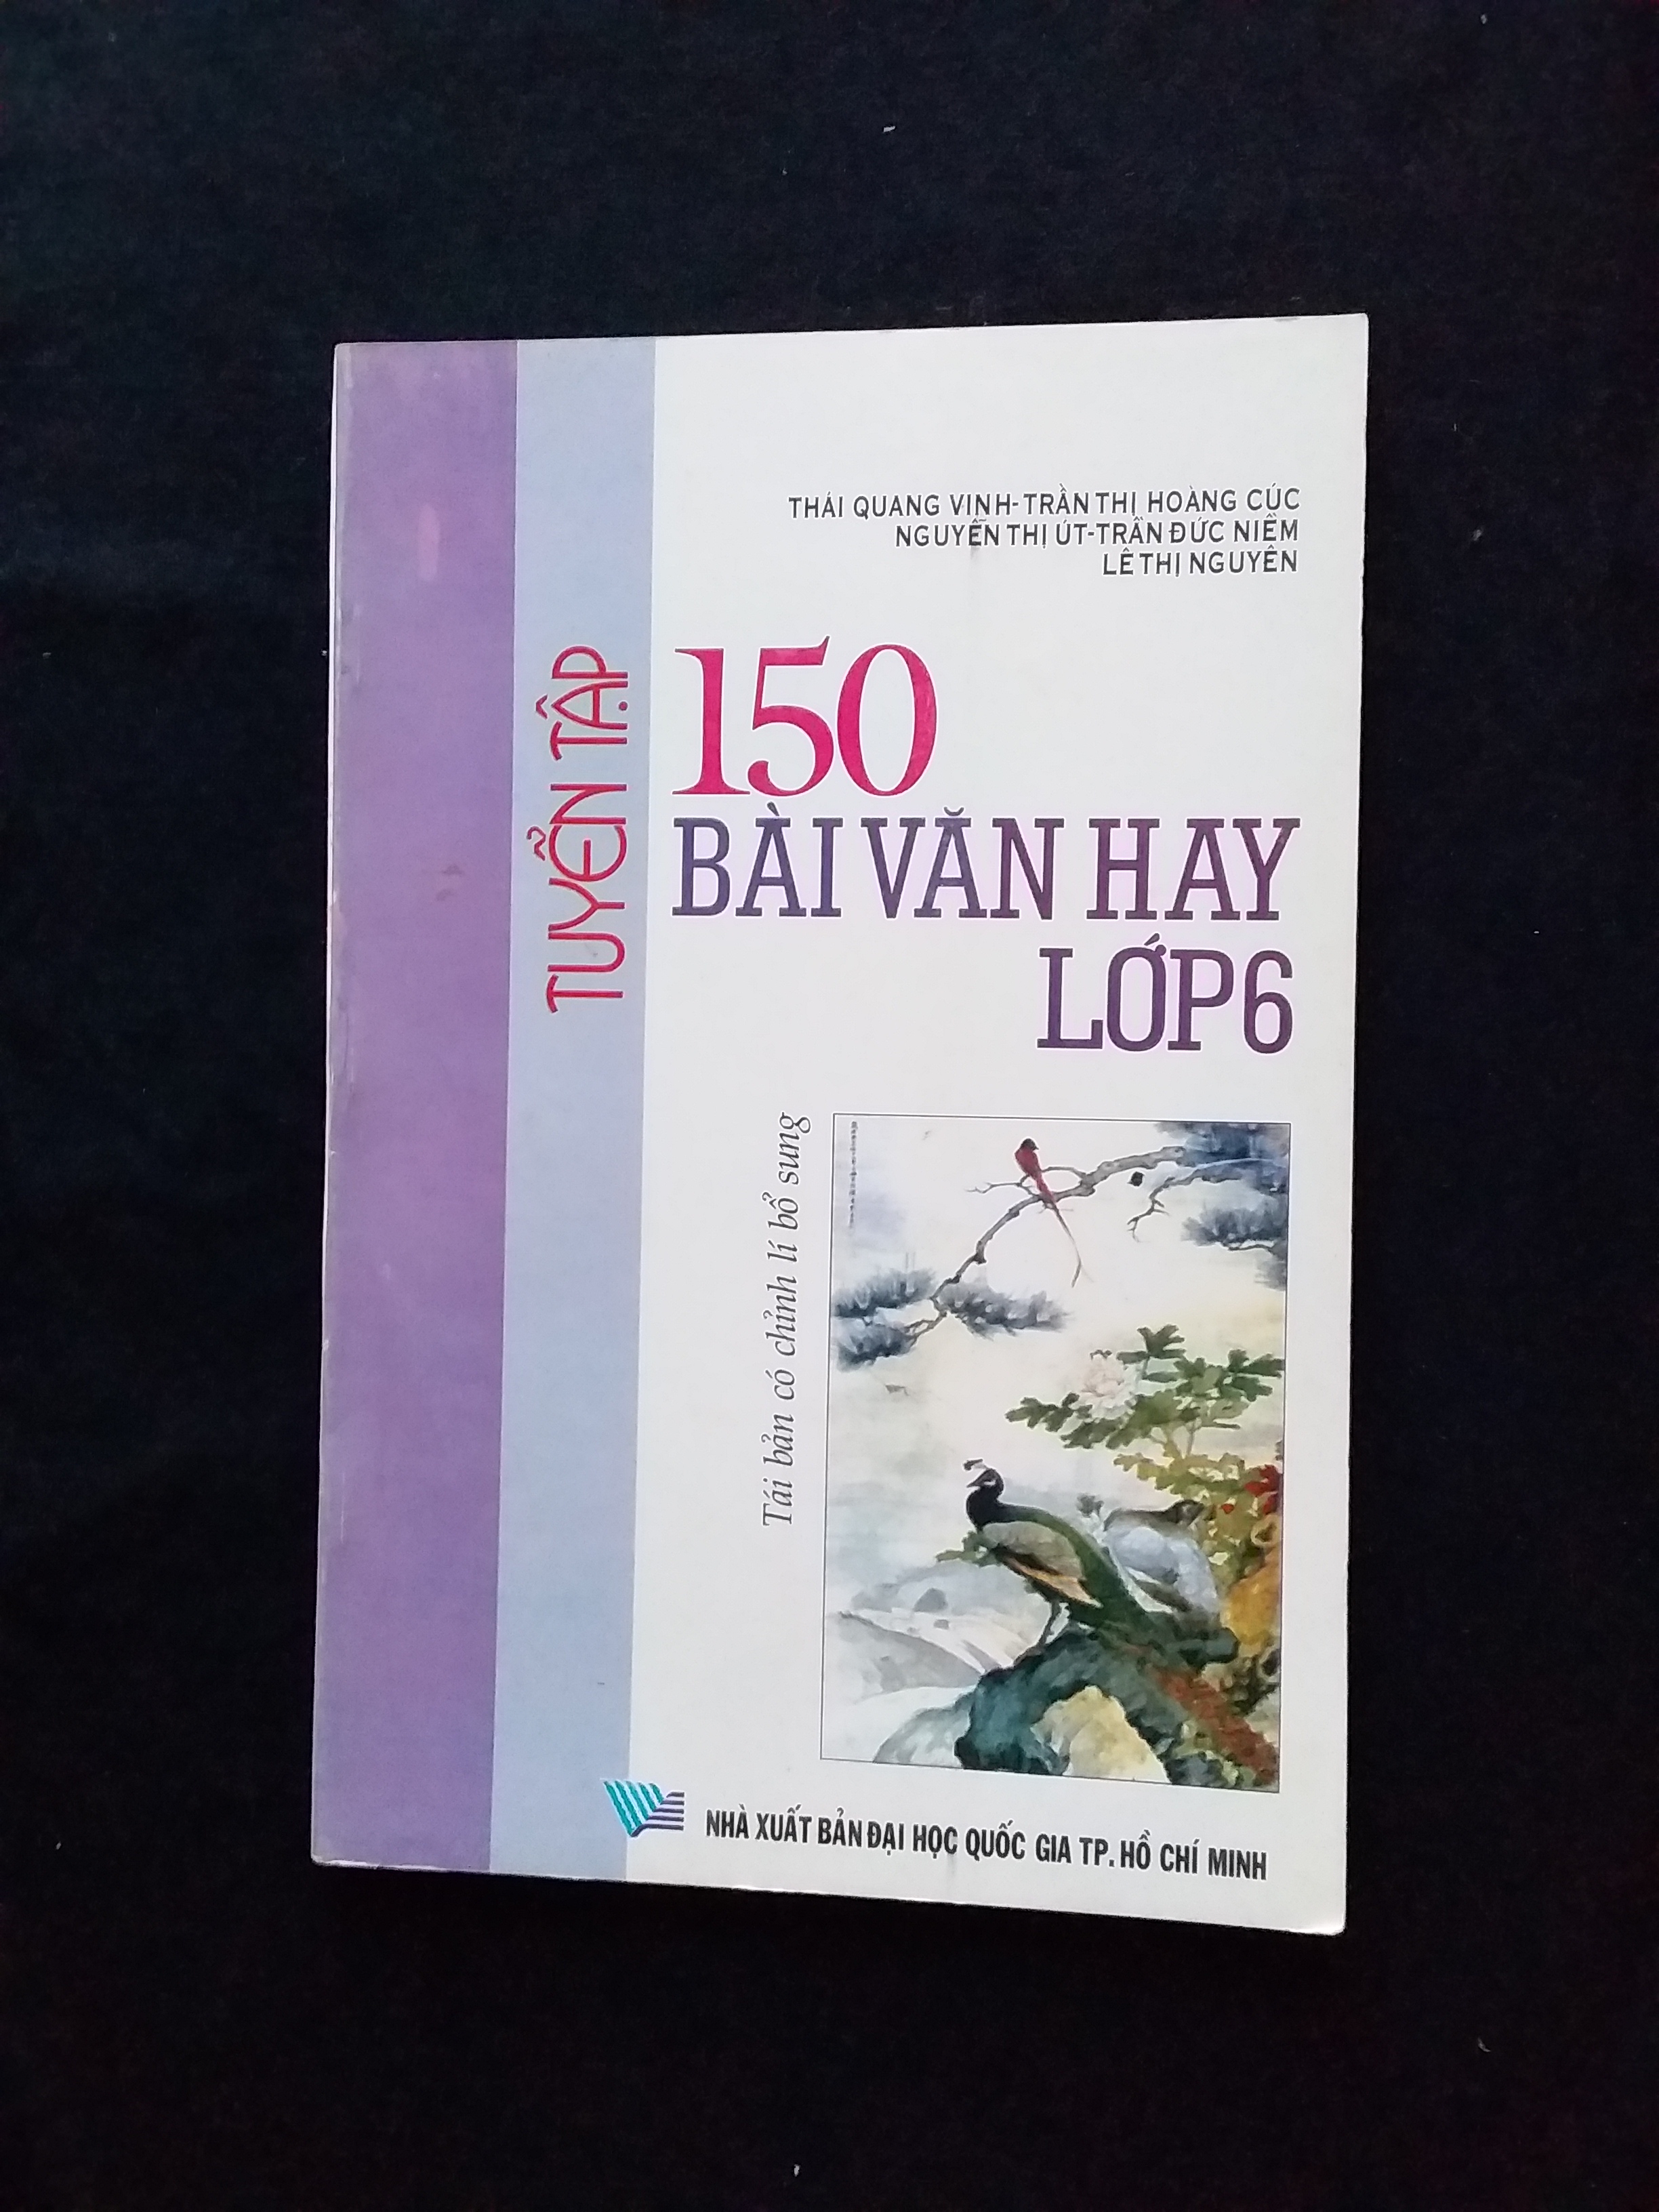 THÁI QUANG VINH-TRẦN THỊ HOÀNG CÚC
NGUYỄN THỊ ÚT-TRẦN ĐỨC NIỀM
LÊ THỊ NGUYÊN
TUYỂN TẬP
150
BÀI VĂN HAY
LỚP 6
Tái bản có chỉnh lí bổ sung
NHÀ XUẤT BẢN ĐẠI HỌC QUỐC GIA TP. HỒ CHÍ MINH